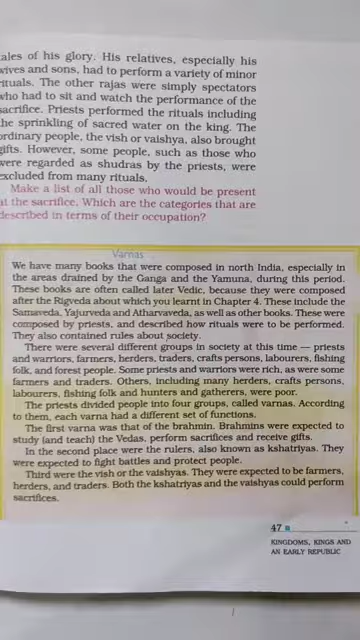 tales of his glory. His relatives, especially his
wives and sons, had to perform a variety of minor
rituals. The other rajas were simply spectators
who had to sit and watch the performance of the
sacrifice. Priests performed the rituals including
the sprinkling of sacred water on the king. The
ordinary people, the vish or vaishya, also brought
gifts. However, some people, such as those who
were regarded as shudras by the priests, were
excluded from many rituals.
Make a list of all those who would be present
at the sacrifice. Which are the categories that are
described in terms of their occupation?
Varnas
We have many books that were composed in north India, especially in
the areas drained by the Ganga and the Yamuna, during this period.
These books are often called later Vedic, because they were composed
after the Rigveda about which you learnt in Chapter 4. These include the
Samaveda, Yajurveda and Atharvaveda, as well as other books. These were
composed by priests, and described how rituals were to be performed.
They also contained rules about society.
There were several different groups in society at this time — priests
and warriors, farmers, herders, traders, crafts persons, labourers, fishing
folk, and forest people. Some priests and warriors were rich, as were some
farmers and traders. Others, including many herders, crafts persons,
labourers, fishing folk and hunters and gatherers, were poor.
The priests divided people into four groups, called varnas. According
to them, each varna had a different set of functions.
The first varna was that of the brahmin. Brahmins were expected to
study (and teach) the Vedas, perform sacrifices and receive gifts.
In the second place were the rulers, also known as kshatriyas. They
were expected to fight battles and protect people.
Third were the vish or the vaishyas. They were expected to be farmers,
herders, and traders. Both the kshatriyas and the vaishyas could perform
sacrifices.
47
KINGDOMS, KINGS AND
AN EARLY REPUBLIC